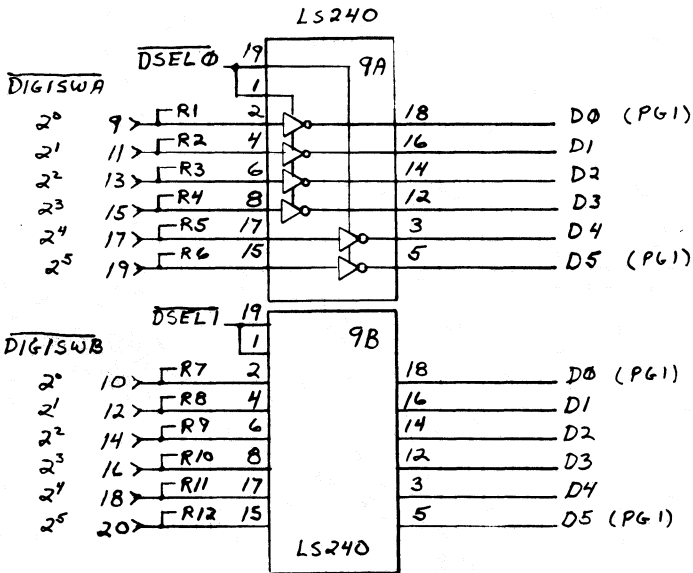 LS240
DSEL0 19 9A
DIGISWA 1
2⁰ 9 R1 2 18 D0 (PG1)
2¹ 11 R2 4 16 D1
2² 13 R3 6 14 D2
2³ 15 R4 8 12 D3
2⁴ 17 R5 17 3 D4
2⁵ 19 R6 15 5 D5 (PG1)
DSEL1 19 9B
DIGISWB 1
2⁰ 10 R7 2 18 D0 (PG1)
2¹ 12 R8 4 16 D1
2² 14 R9 6 14 D2
2³ 16 R10 8 12 D3
2⁴ 18 R11 17 3 D4
2⁵ 20 R12 15 5 D5 (PG1)
LS240